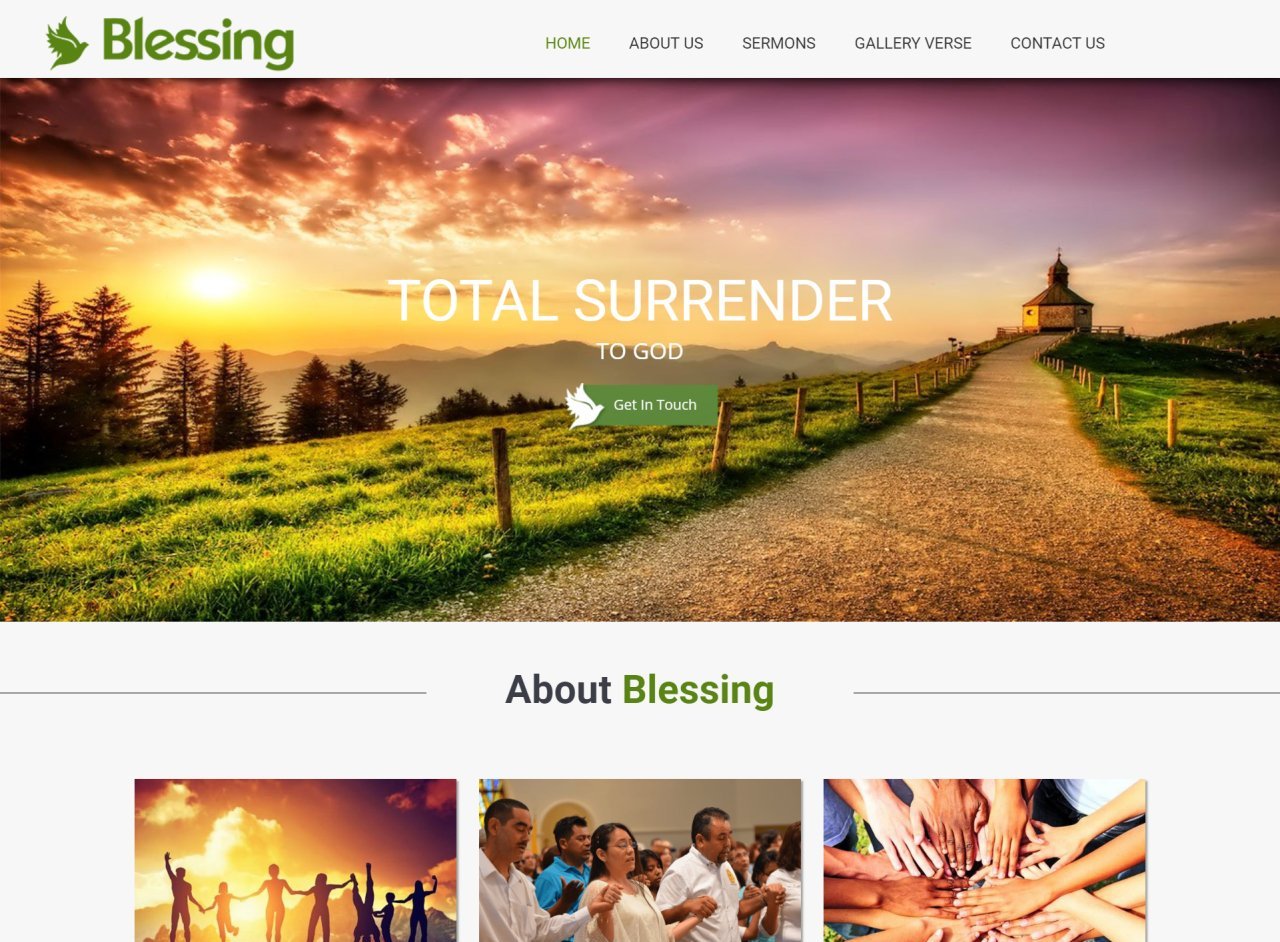 Blessing
HOME ABOUT US SERMONS GALLERY VERSE CONTACT US
TOTAL SURRENDER
TO GOD
Get In Touch
About Blessing